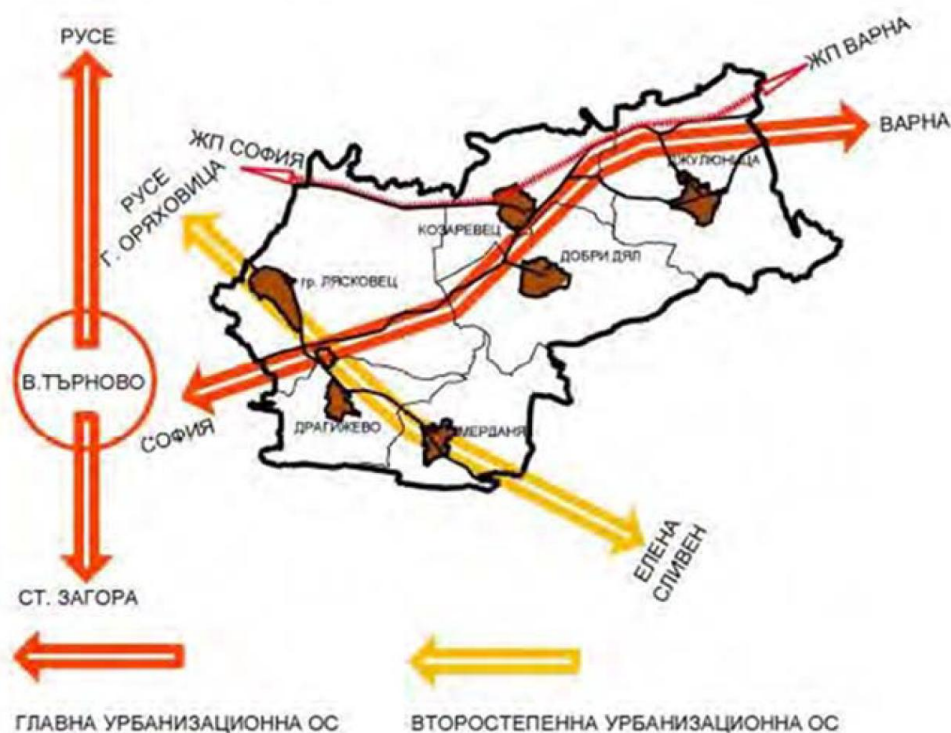 РУСЕ
ЖП ВАРНА
ВАРНА
ЖП СОФИЯ
ДЖУЛЮНИЦА
РУСЕ
Г. ОРЯХОВИЦА
КОЗАРЕВЕЦ
ДОБРИ ДЯЛ
гр. ЛЯСКОВЕЦ
В.ТЪРНОВО
СОФИЯ
ДРАГИЖЕВО
МЕРДАНЯ
ЕЛЕНА
СЛИВЕН
СТ. ЗАГОРА
ГЛАВНА УРБАНИЗАЦИОННА ОС
ВТОРОСТЕПЕННА УРБАНИЗАЦИОННА ОС